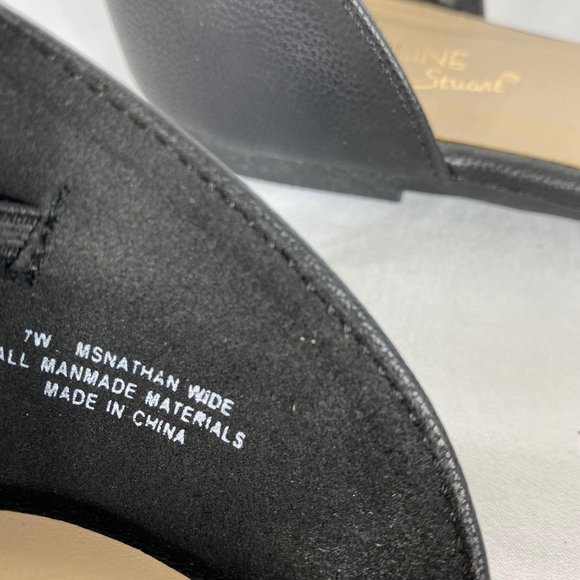 Stuart®
7W MSNATHAN WIDE
ALL MANMADE MATERIALS
MADE IN CHINA